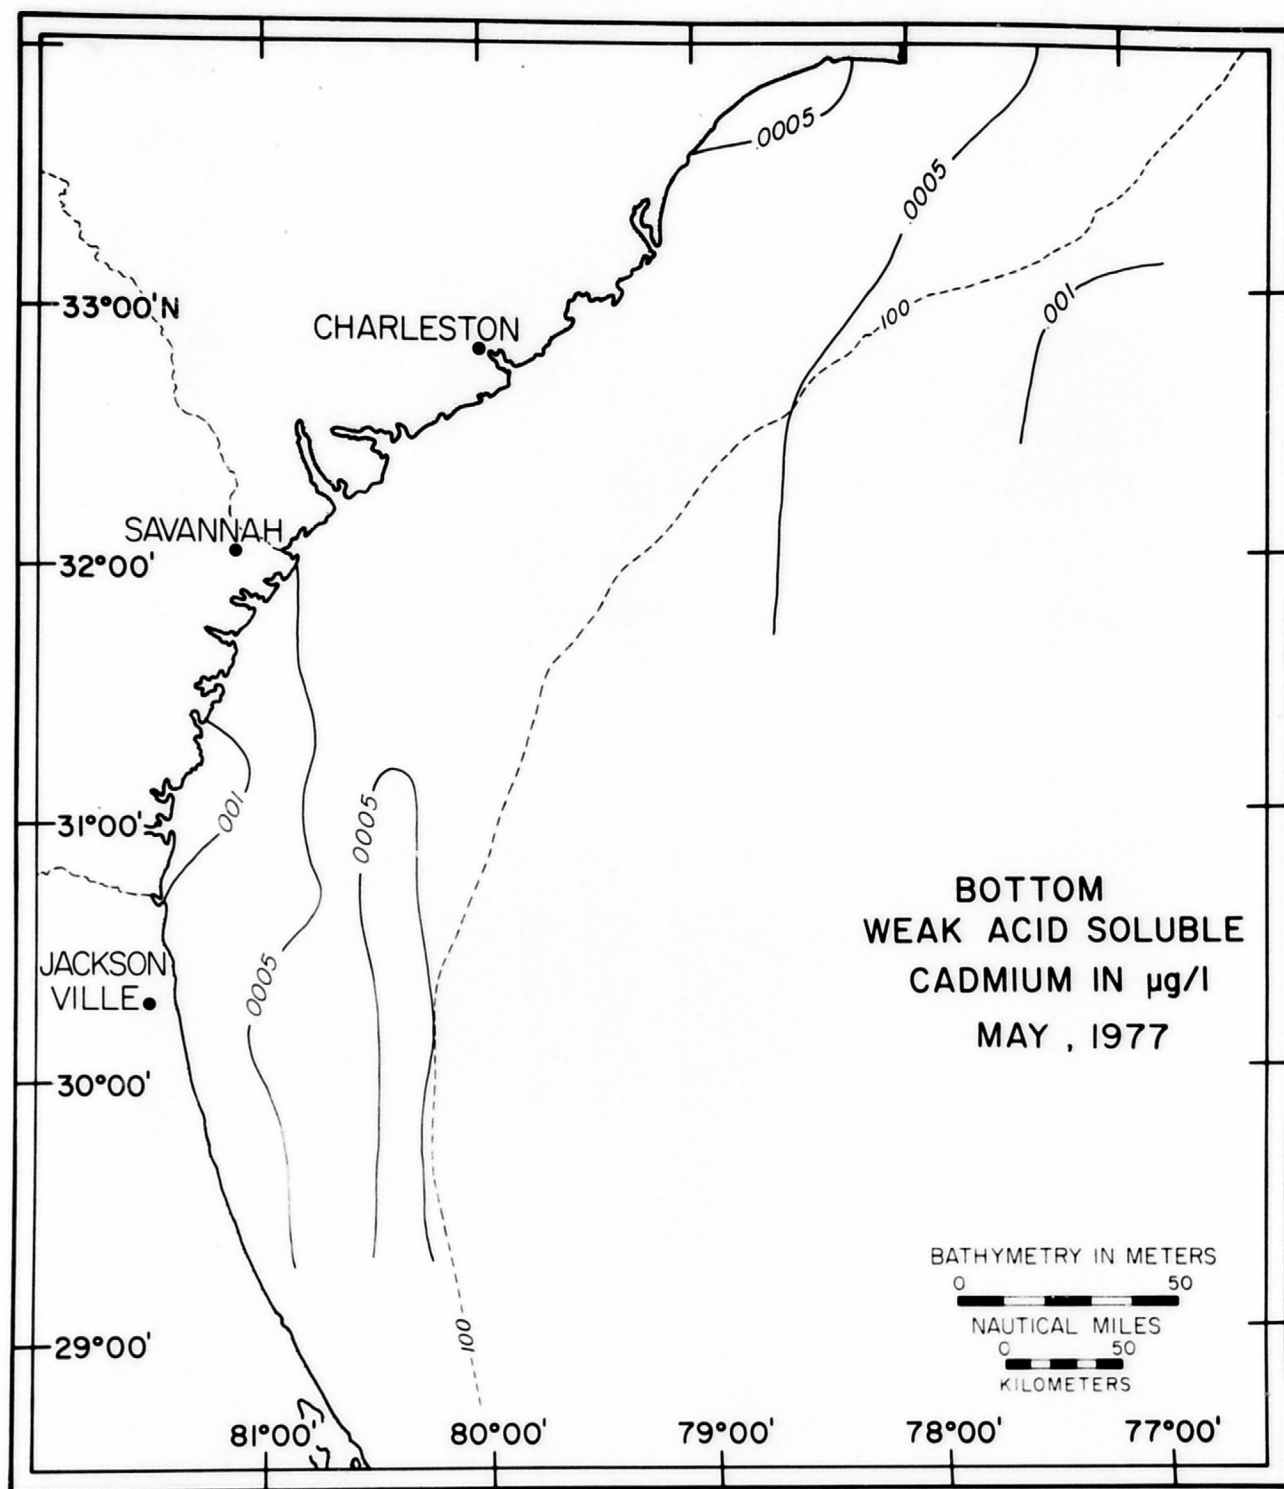 .0005
.0005
33°00'N
100
.001
CHARLESTON
SAVANNAH
32°00'
31°00'
.001
.0005
BOTTOM
WEAK ACID SOLUBLE
CADMIUM IN µg/l
MAY , 1977
JACKSON
VILLE
.0005
30°00'
BATHYMETRY IN METERS
0 50
NAUTICAL MILES
0 50
KILOMETERS
29°00'
100
81°00' 80°00' 79°00' 78°00' 77°00'